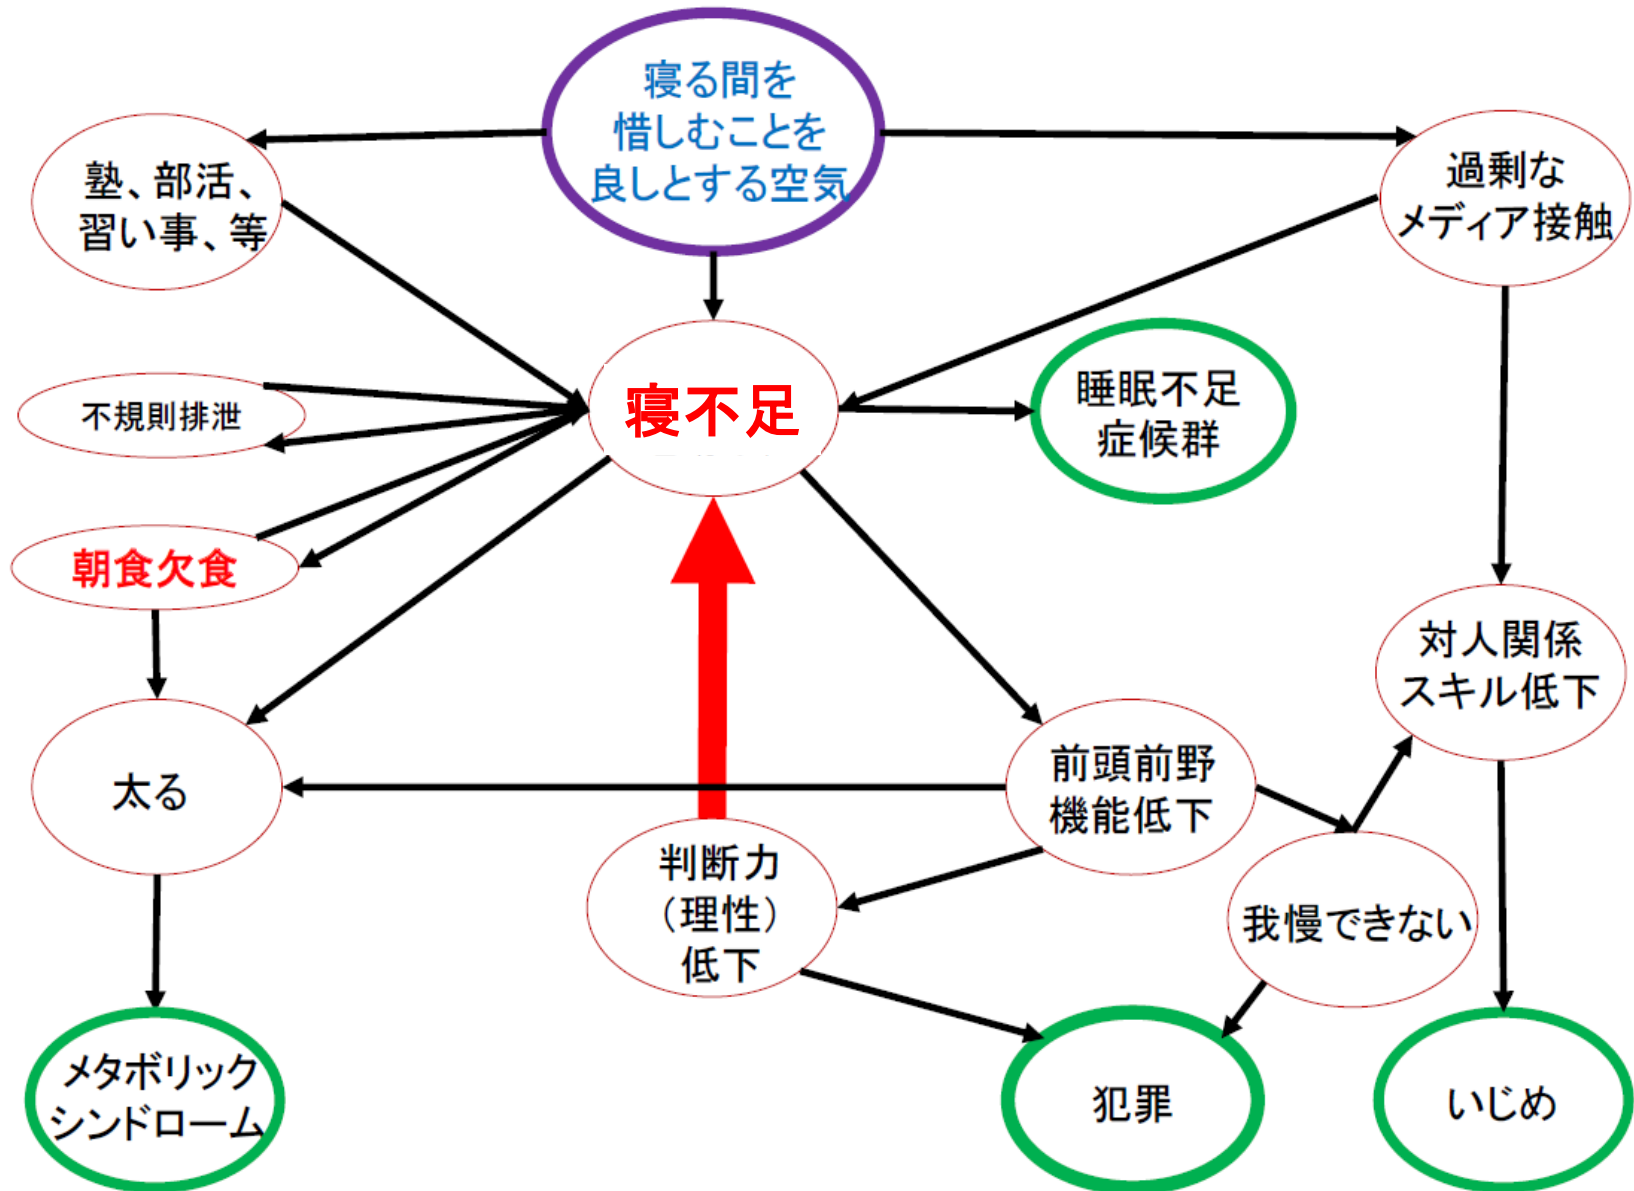 寝る間を
惜しむことを
良しとする空気
塾、部活、
習い事、等
過剰な
メディア接触
寝不足
睡眠不足
症候群
不規則排泄
朝食欠食
対人関係
スキル低下
太る
前頭前野
機能低下
判断力
（理性）
低下
我慢できない
メタボリック
シンドローム
犯罪
いじめ